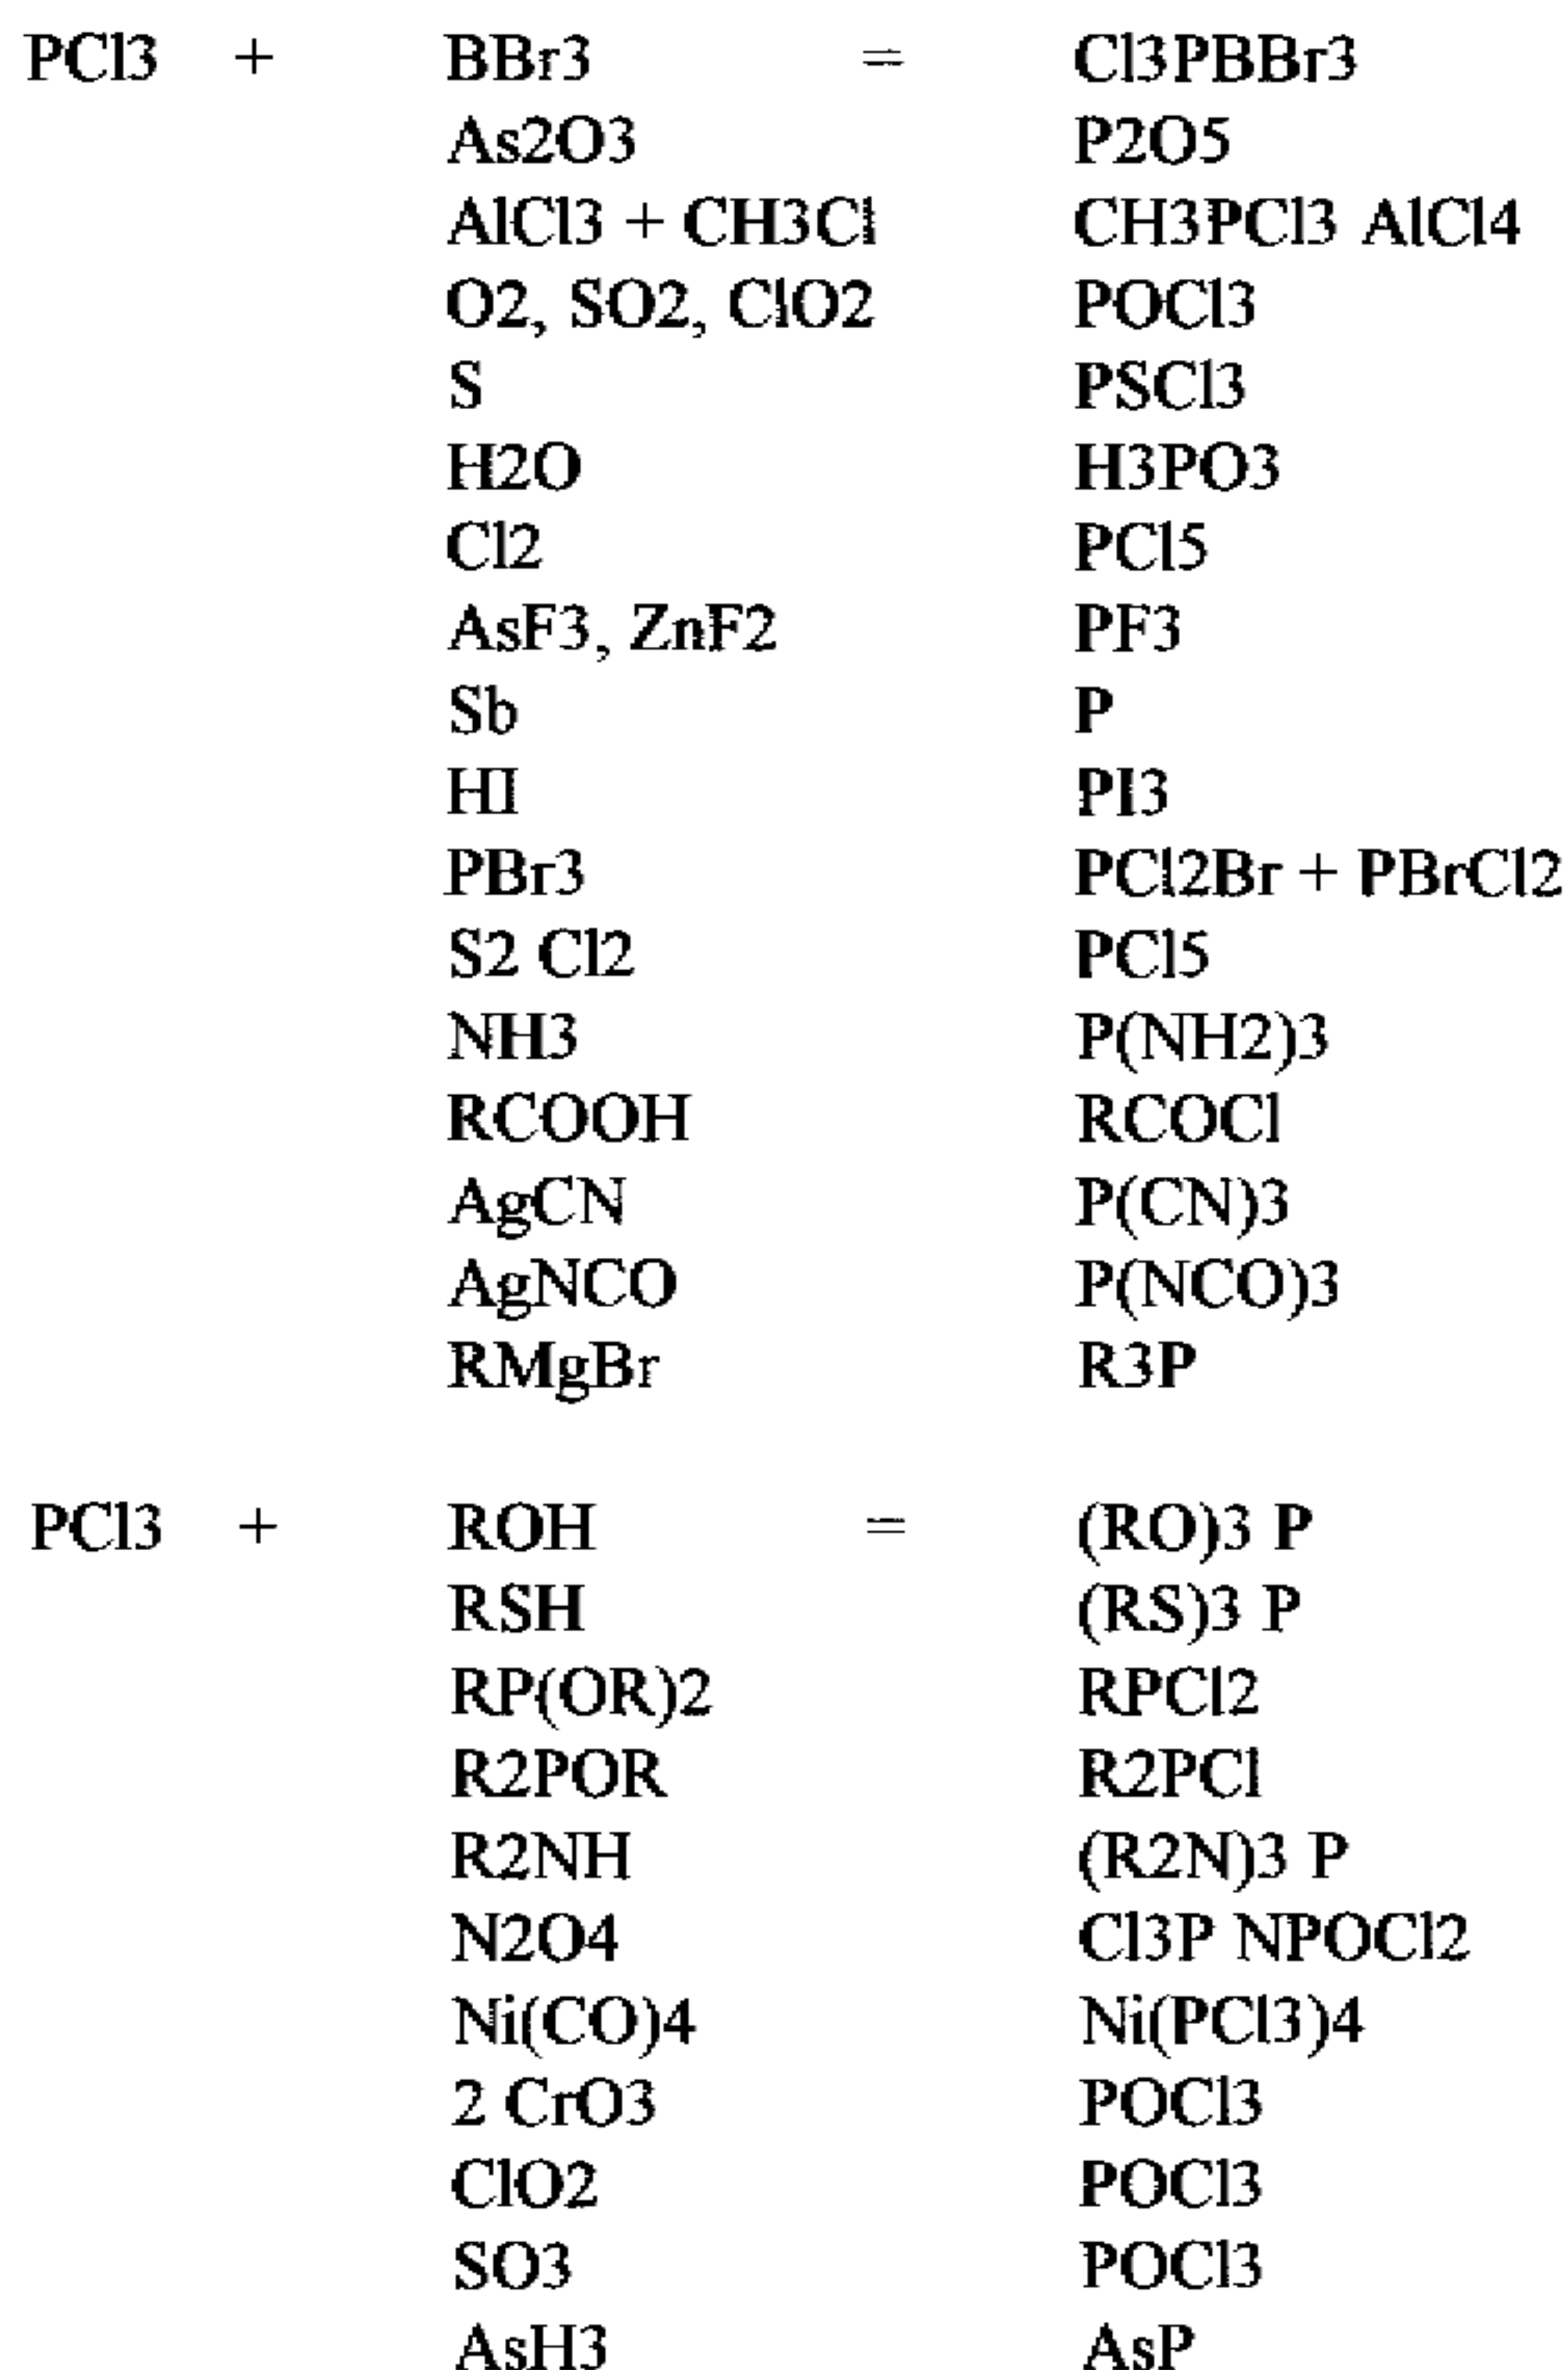 PCl3 + BBr3 = Cl3PBBr3
As2O3 P2O5
AlCl3 + CH3Cl CH3PCl3 AlCl4
O2, SO2, ClO2 POCl3
S PSCl3
H2O H3PO3
Cl2 PCl5
AsF3, ZnF2 PF3
Sb P
HI PI3
PBr3 PCl2Br + PBrCl2
S2 Cl2 PCl5
NH3 P(NH2)3
RCOOH RCOCl
AgCN P(CN)3
AgNCO P(NCO)3
RMgBr R3P
PCl3 + ROH = (RO)3 P
RSH (RS)3 P
RP(OR)2 RPCl2
R2POR R2PCl
R2NH (R2N)3 P
N2O4 Cl3P NPOCl2
Ni(CO)4 Ni(PCl3)4
2 CrO3 POCl3
ClO2 POCl3
SO3 POCl3
AsH3 AsP